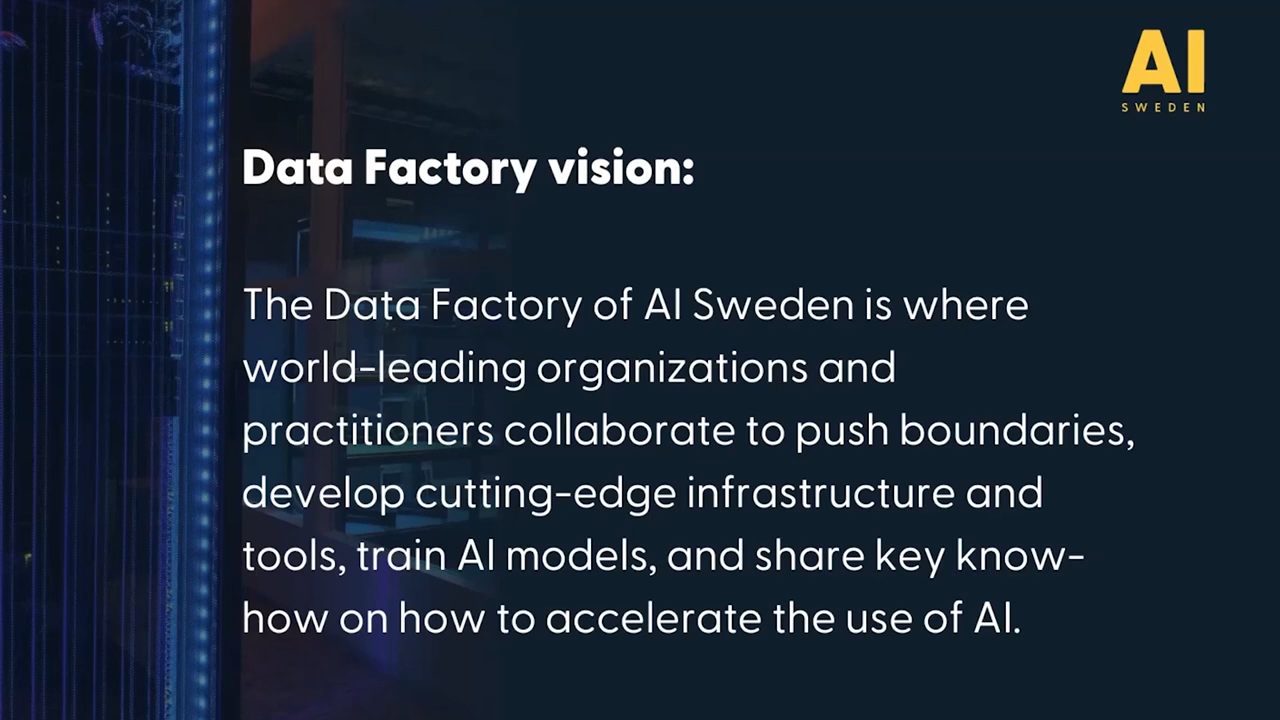 AI
SWEDEN
Data Factory vision:
The Data Factory of AI Sweden is where
world-leading organizations and
practitioners collaborate to push boundaries,
develop cutting-edge infrastructure and
tools, train AI models, and share key know-
how on how to accelerate the use of AI.